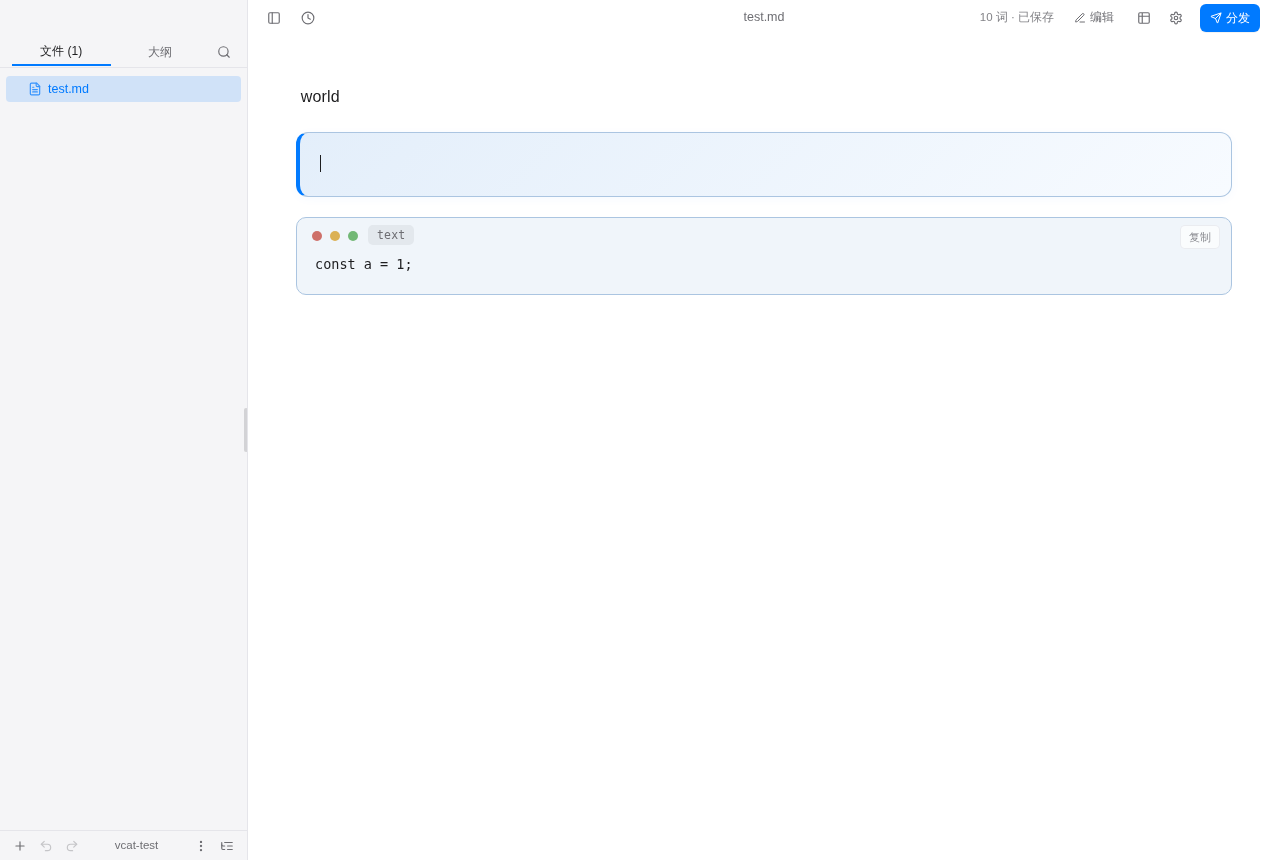 test.md
10 词 · 已保存
编辑
分发
文件 (1)
大纲
test.md
world
text
复制
const a = 1;
vcat-test